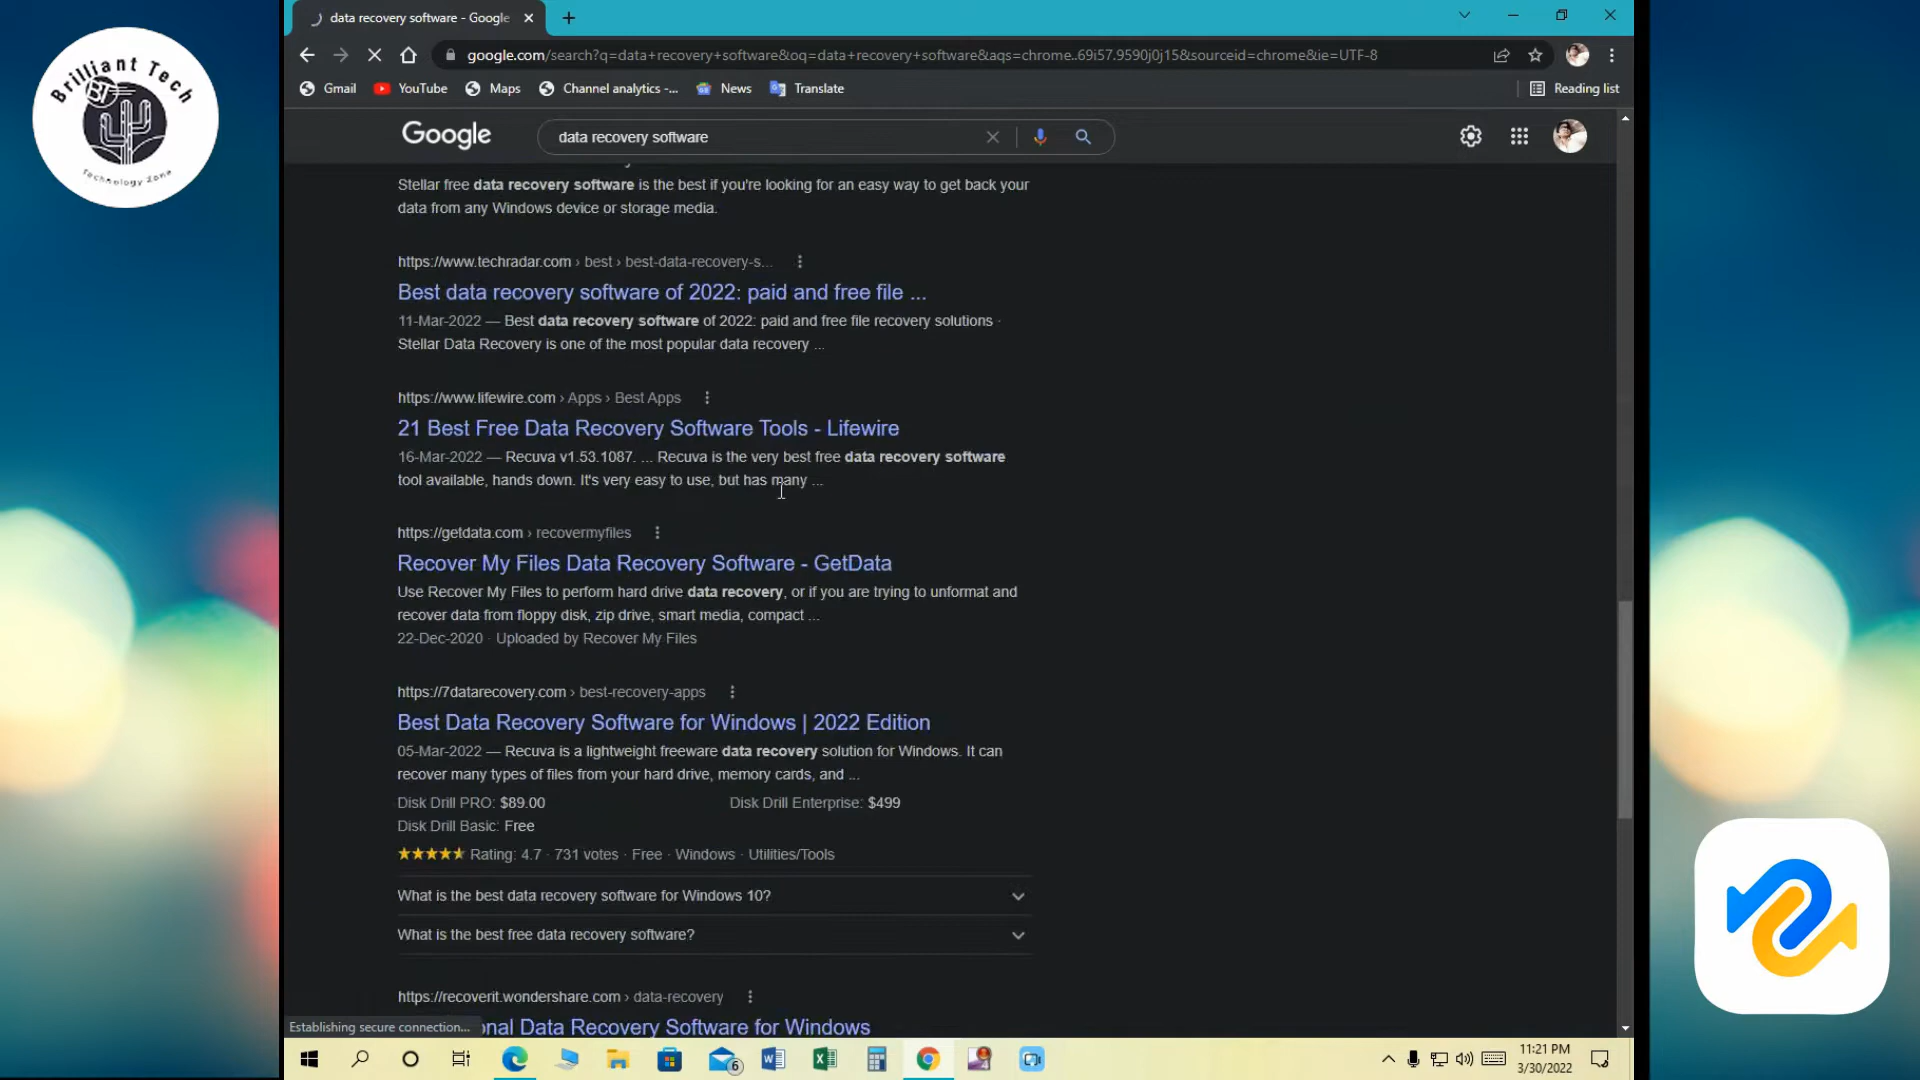 Brilliant Tech
BT
Technology Zone
data recovery software - Google
google.com/search?q=data+recovery+software&oq=data+recovery+software&aqs=chrome..69i57.9590j0j15&sourceid=chrome&ie=UTF-8
Gmail YouTube Maps Channel analytics -... News Translate Reading list
Google data recovery software
Stellar free data recovery software is the best if you're looking for an easy way to get back your
data from any Windows device or storage media.
https://www.techradar.com › best › best-data-recovery-s...
Best data recovery software of 2022: paid and free file ...
11-Mar-2022 — Best data recovery software of 2022: paid and free file recovery solutions ·
Stellar Data Recovery is one of the most popular data recovery ...
https://www.lifewire.com › Apps › Best Apps
21 Best Free Data Recovery Software Tools - Lifewire
16-Mar-2022 — Recuva v1.53.1087. ... Recuva is the very best free data recovery software
tool available, hands down. It's very easy to use, but has many ...
https://getdata.com › recovermyfiles
Recover My Files Data Recovery Software - GetData
Use Recover My Files to perform hard drive data recovery, or if you are trying to unformat and
recover data from floppy disk, zip drive, smart media, compact ...
22-Dec-2020 · Uploaded by Recover My Files
https://7datarecovery.com › best-recovery-apps
Best Data Recovery Software for Windows | 2022 Edition
05-Mar-2022 — Recuva is a lightweight freeware data recovery solution for Windows. It can
recover many types of files from your hard drive, memory cards, and ...
Disk Drill PRO: $89.00 Disk Drill Enterprise: $499
Disk Drill Basic: Free
Rating: 4.7 · 731 votes · Free · Windows · Utilities/Tools
What is the best data recovery software for Windows 10?
What is the best free data recovery software?
https://recoverit.wondershare.com › data-recovery
Establishing secure connection... onal Data Recovery Software for Windows
6
11:21 PM
3/30/2022